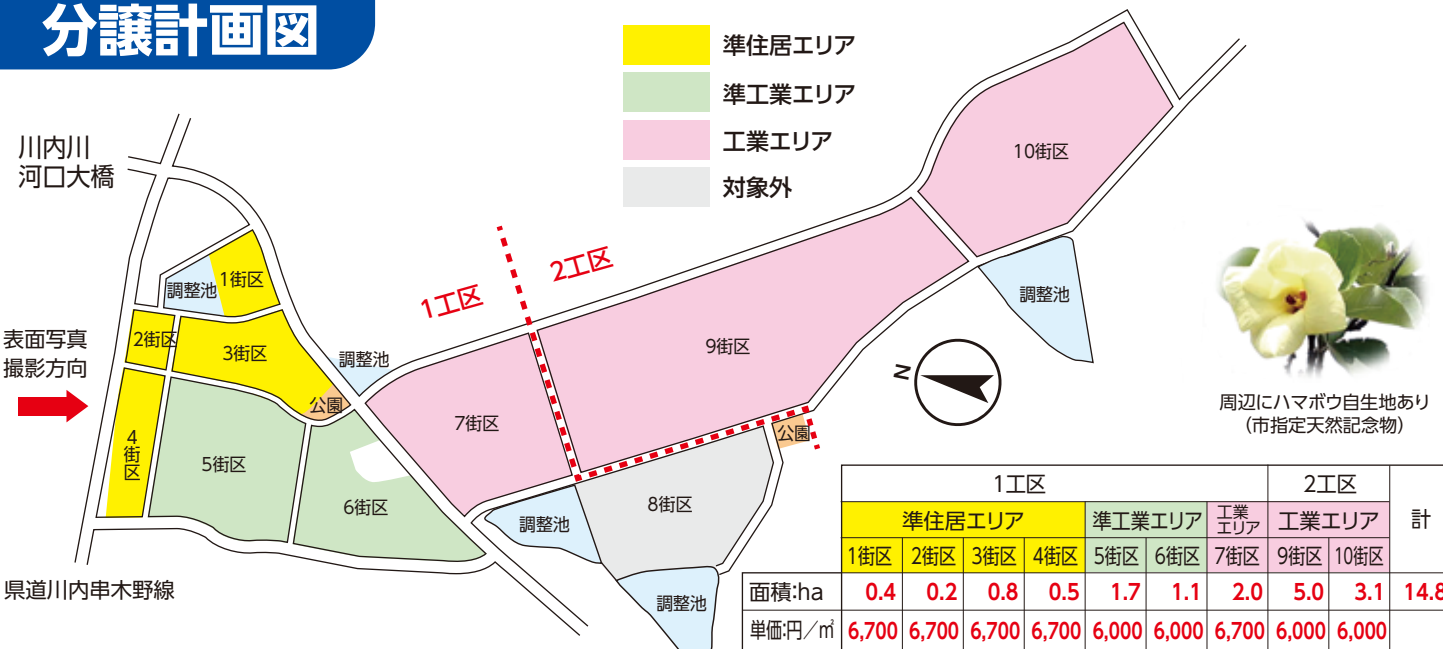 分譲計画図
準住居エリア
準工業エリア
工業エリア
対象外
川内川
河口大橋
表面写真
撮影方向
県道川内串木野線
1工区
2工区
1街区
調整池
2街区
3街区
調整池
公園
4
街
区
5街区
6街区
7街区
調整池
8街区
調整池
公園
9街区
10街区
調整池
N
周辺にハマボウ自生地あり
(市指定天然記念物)
1工区 2工区 計
準住居エリア 準工業エリア 工業エリア 工業エリア
1街区 2街区 3街区 4街区 5街区 6街区 7街区 9街区 10街区
面積:ha 0.4 0.2 0.8 0.5 1.7 1.1 2.0 5.0 3.1 14.8
単価:円/㎡ 6,700 6,700 6,700 6,700 6,000 6,000 6,700 6,000 6,000